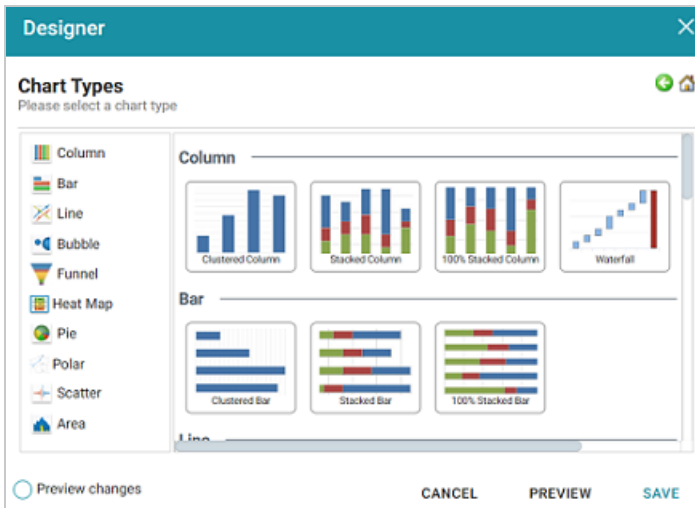 Designer
Chart Types
Please select a chart type
Column
Bar
Line
Bubble
Funnel
Heat Map
Pie
Polar
Scatter
Area
Column
Clustered Column
Stacked Column
100% Stacked Column
Waterfall
Bar
Clustered Bar
Stacked Bar
100% Stacked Bar
Line
Preview changes
CANCEL PREVIEW SAVE